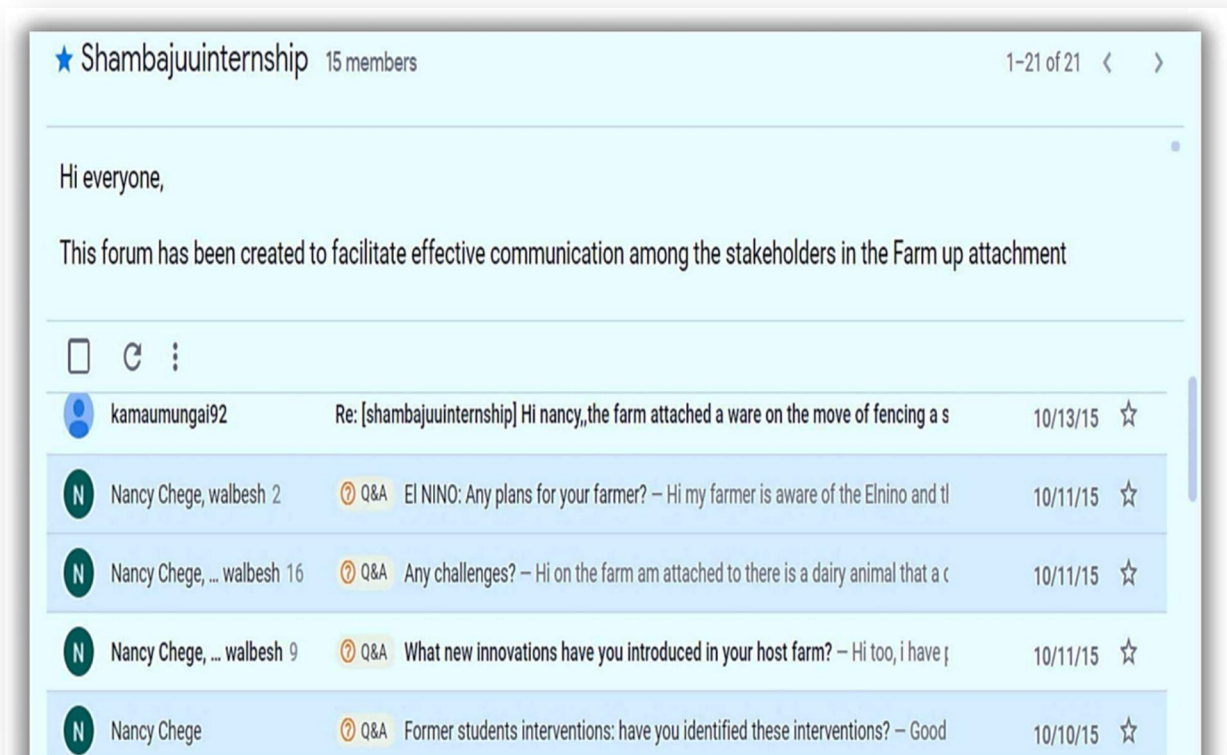 Shambajuuinternship 15 members 1–21 of 21
Hi everyone,
This forum has been created to facilitate effective communication among the stakeholders in the Farm up attachment
kamaumungai92 Re: [shambajuuinternship] Hi nancy,,the farm attached a ware on the move of fencing a s 10/13/15
N Nancy Chege, walbesh 2 Q&A El NINO: Any plans for your farmer? – Hi my farmer is aware of the Elnino and 10/11/15
N Nancy Chege, ... walbesh 16 Q&A Any challenges? – Hi on the farm am attached to there is a dairy animal that a 10/11/15
N Nancy Chege, ... walbesh 9 Q&A What new innovations have you introduced in your host farm? – Hi too, i have 10/11/15
N Nancy Chege Q&A Former students interventions: have you identified these interventions? – Good 10/10/15